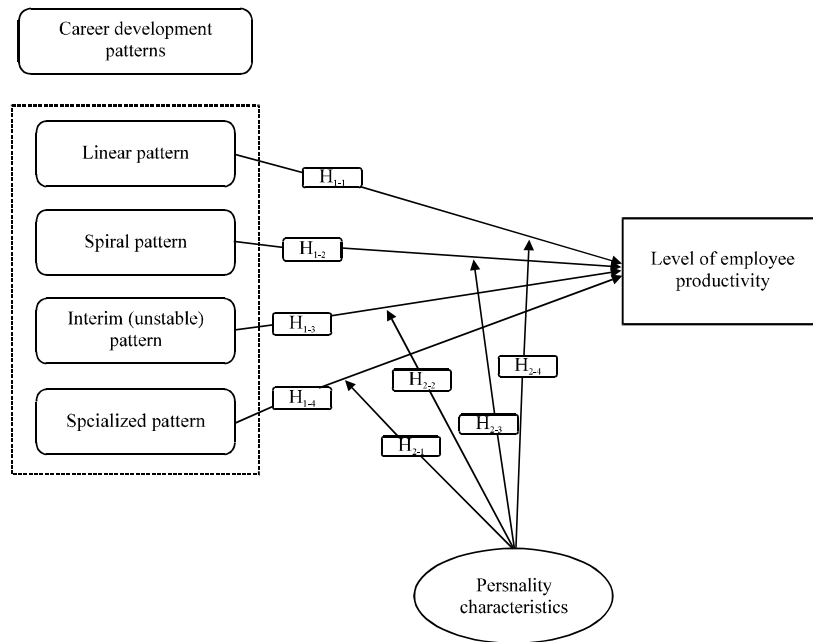 Career development
patterns
Linear pattern
H1-1
Spiral pattern
H1-2
Level of employee
productivity
Interim (unstable)
pattern
H1-3
H2-4
H2-2
Spcialized pattern
H1-4
H2-3
H2-1
Persnality
characteristics